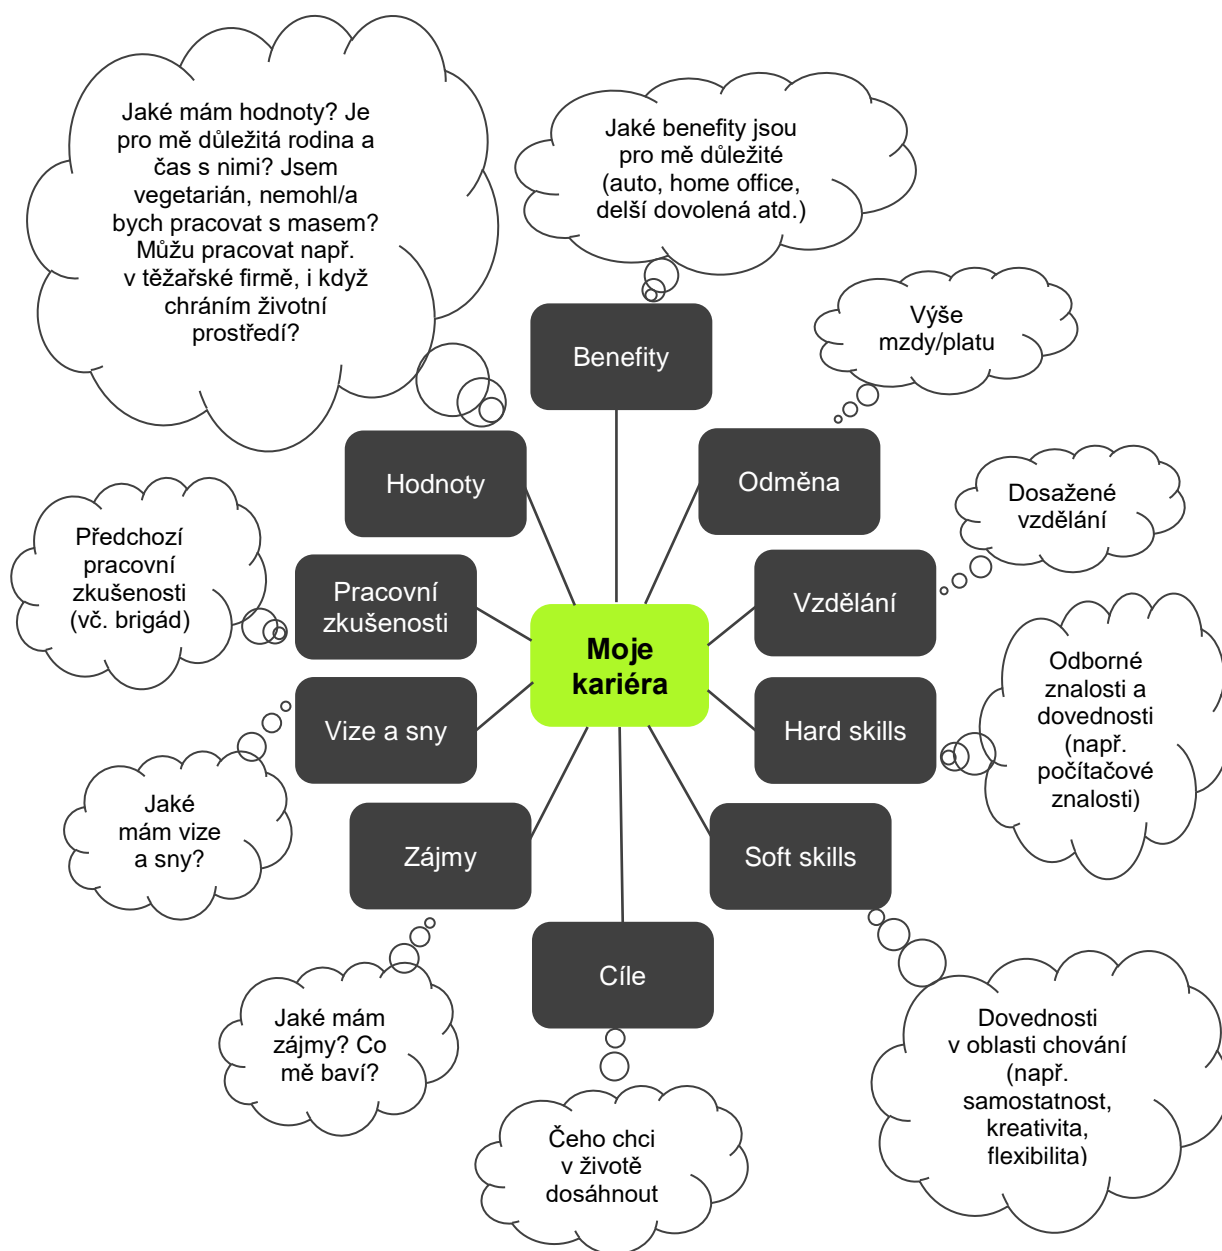 Jaké mám hodnoty? Je
pro mě důležitá rodina a
čas s nimi? Jsem
vegetarián, nemohl/a
bych pracovat s masem?
Můžu pracovat např.
v těžařské firmě, i když
chráním životní
prostředí?
Jaké benefity jsou
pro mě důležité
(auto, home office,
delší dovolená atd.)
Výše
mzdy/platu
Benefity
Hodnoty
Odměna
Dosažené
vzdělání
Předchozí
pracovní
zkušenosti
(vč. brigád)
Pracovní
zkušenosti
Vzdělání
Moje
kariéra
Odborné
znalosti a
dovednosti
(např.
počítačové
znalosti)
Vize a sny
Hard skills
Jaké
mám vize
a sny?
Zájmy
Soft skills
Cíle
Jaké mám
zájmy? Co
mě baví?
Dovednosti
v oblasti chování
(např.
samostatnost,
kreativita,
flexibilita)
Čeho chci
v životě
dosáhnout